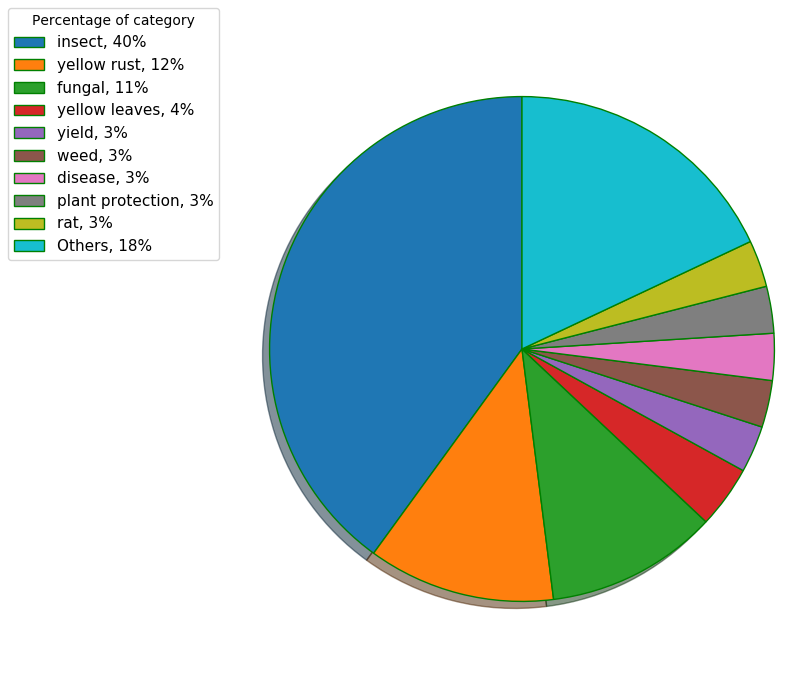 Percentage of category
insect, 40%
yellow rust, 12%
fungal, 11%
yellow leaves, 4%
yield, 3%
weed, 3%
disease, 3%
plant protection, 3%
rat, 3%
Others, 18%